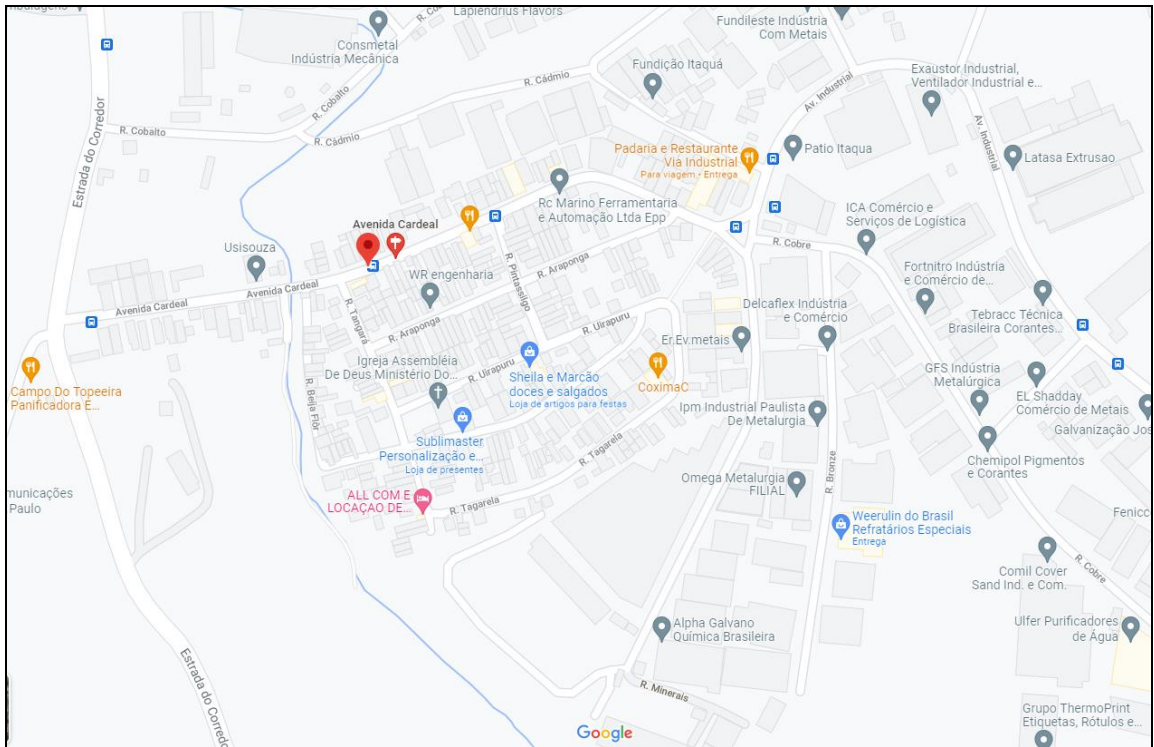 Laplendrius Flavors
Consmetal
Indústria Mecânica
Fundileste Indústria
Com Metais
Fundição Itaquá
R. Cádmio
Exaustor Industrial,
Ventilador Industrial e...
Av. Industrial
Av. Industrial
R. Cobalto
R. Cobalto
R. Cádmio
Estrada do Corredor
Padaria e Restaurante
Via Industrial
Para viagem - Entrega
Patio Itaqua
Latasa Extrusao
Rc Marino Ferramentaria
e Automação Ltda Epp
ICA Comércio e
Serviços de Logística
Avenida Cardeal
R. Cobre
Usisouza
WR engenharia
R. Pintassilgo
R. Araponga
Fortnitro Indústria
e Comércio de...
Avenida Cardeal
Avenida Cardeal
R. Tangará
R. Araponga
R. Uirapuru
Delcaflex Indústria
e Comércio
Tebracc Técnica
Brasileira Corantes...
Er.Ev.metais
Igreja Assembléia
De Deus Ministério Do...
R. Uirapuru
Sheila e Marcão
doces e salgados
Loja de artigos para festas
CoximaC
GFS Indústria
Metalúrgica
Campo Do Topeeira
Panificadora E...
R. Beija Flôr
EL Shadday
Comércio de Metais
Ipm Industrial Paulista
De Metalurgia
Galvanização Jos
Sublimaster
Personalização e...
Loja de presentes
R. Tagarela
Chemipol Pigmentos
e Corantes
Omega Metalurgia
FILIAL
R. Bronze
municações
Paulo
ALL COM E
LOCAÇAO DE...
R. Tagarela
Weerulin do Brasil
Refratários Especiais
Entrega
Fenicc
Comil Cover
Sand Ind. e Com.
R. Cobre
Alpha Galvano
Química Brasileira
Ulfer Purificadores
de Água
Estrada do Corredo
R. Minerais
Grupo ThermoPrint
Etiquetas, Rótulos e...
Google